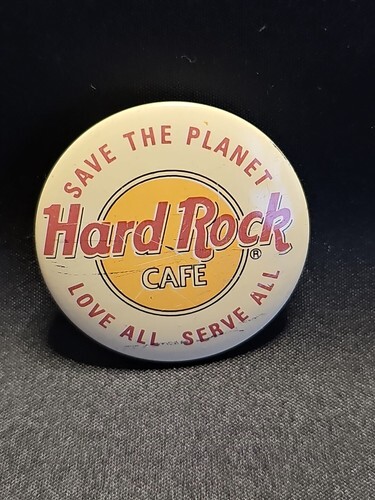 SAVE THE PLANET
Hard Rock
®
CAFE
LOVE ALL SERVE ALL